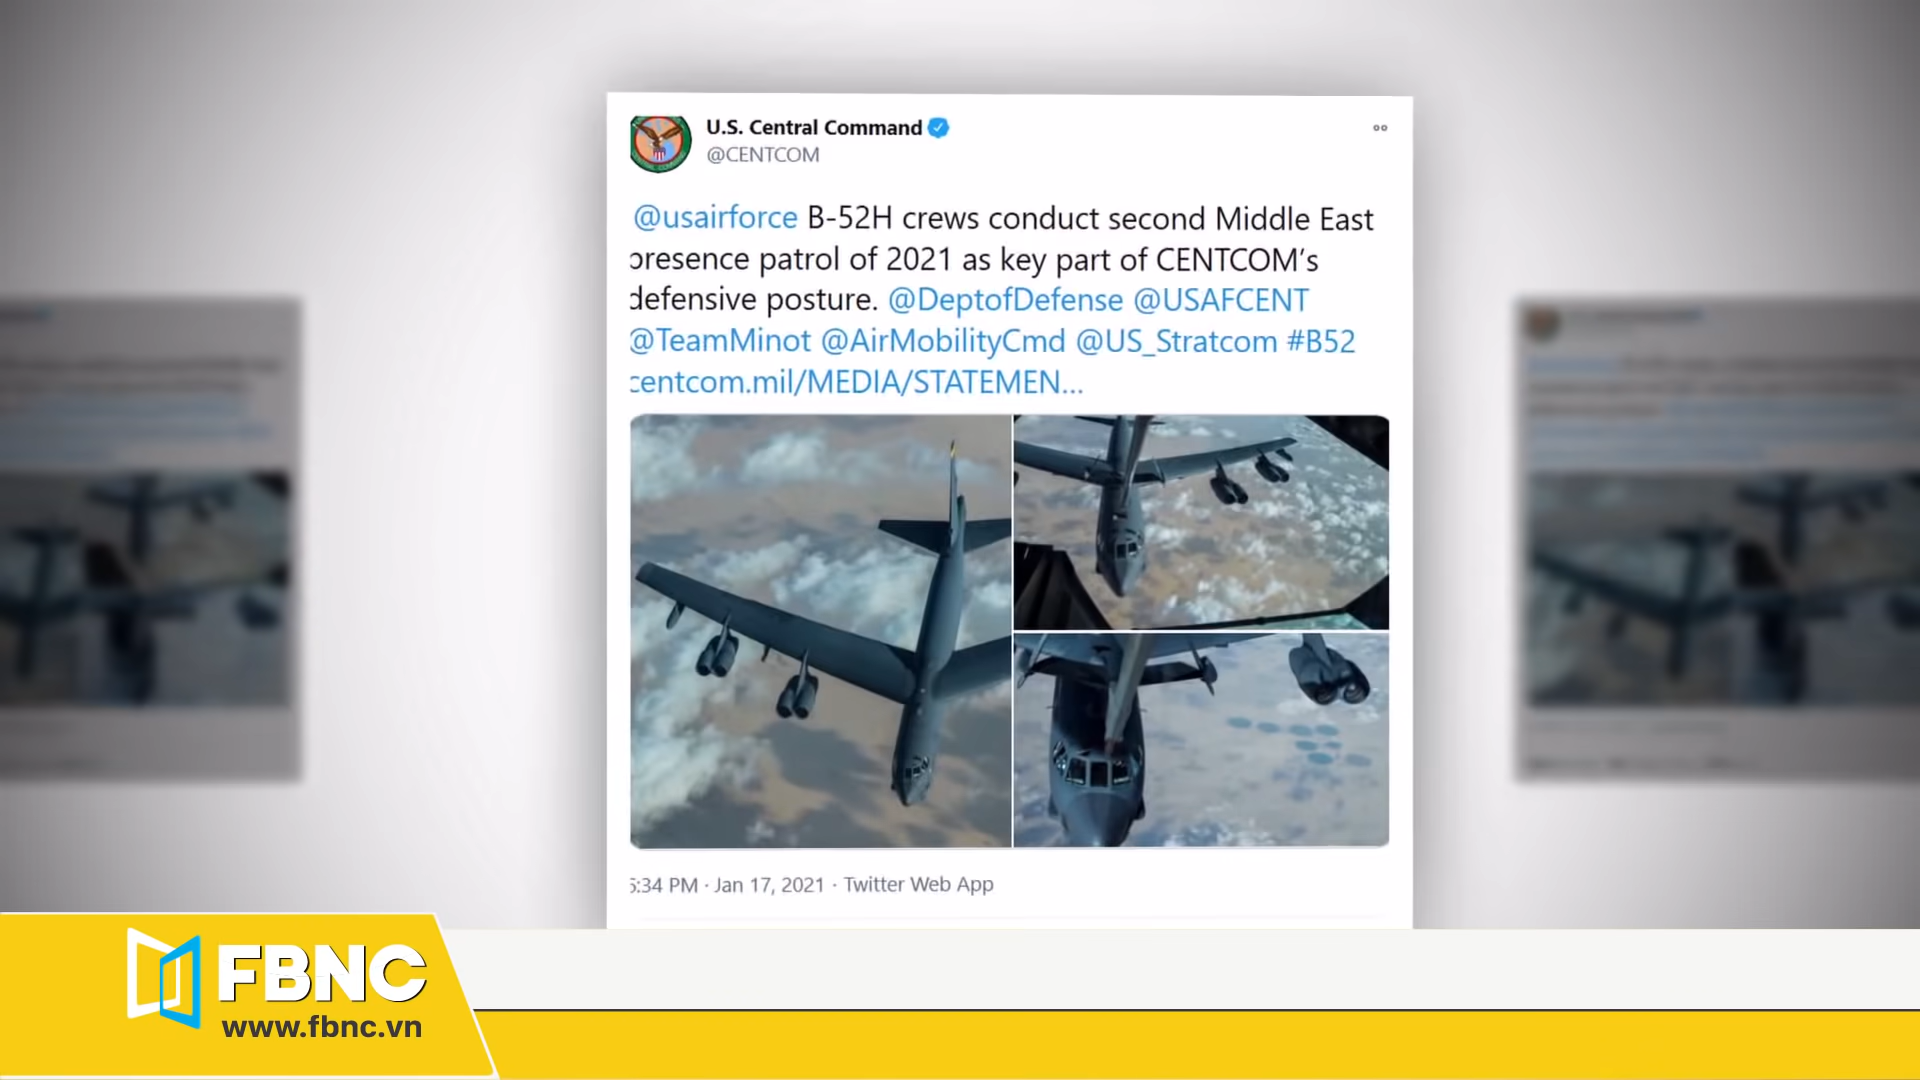 U.S. Central Command
@CENTCOM
@usairforce B-52H crews conduct second Middle East
presence patrol of 2021 as key part of CENTCOM’s
defensive posture. @DeptofDefense @USAFCENT
@TeamMinot @AirMobilityCmd @US_Stratcom #B52
centcom.mil/MEDIA/STATEMEN...
5:34 PM · Jan 17, 2021 · Twitter Web App
FBNC
www.fbnc.vn